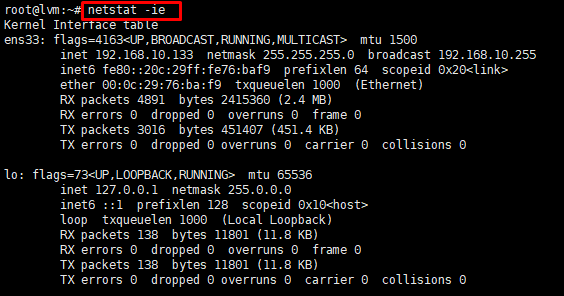 root@lvm:~# netstat -ie
Kernel Interface table
ens33: flags=4163<UP,BROADCAST,RUNNING,MULTICAST>  mtu 1500
        inet 192.168.10.133  netmask 255.255.255.0  broadcast 192.168.10.255
        inet6 fe80::20c:29ff:fe76:baf9  prefixlen 64  scopeid 0x20<link>
        ether 00:0c:29:76:ba:f9  txqueuelen 1000  (Ethernet)
        RX packets 4891  bytes 2415360 (2.4 MB)
        RX errors 0  dropped 0  overruns 0  frame 0
        TX packets 3016  bytes 451407 (451.4 KB)
        TX errors 0  dropped 0 overruns 0  carrier 0  collisions 0

lo: flags=73<UP,LOOPBACK,RUNNING>  mtu 65536
        inet 127.0.0.1  netmask 255.0.0.0
        inet6 ::1  prefixlen 128  scopeid 0x10<host>
        loop  txqueuelen 1000  (Local Loopback)
        RX packets 138  bytes 11801 (11.8 KB)
        RX errors 0  dropped 0  overruns 0  frame 0
        TX packets 138  bytes 11801 (11.8 KB)
        TX errors 0  dropped 0 overruns 0  carrier 0  collisions 0